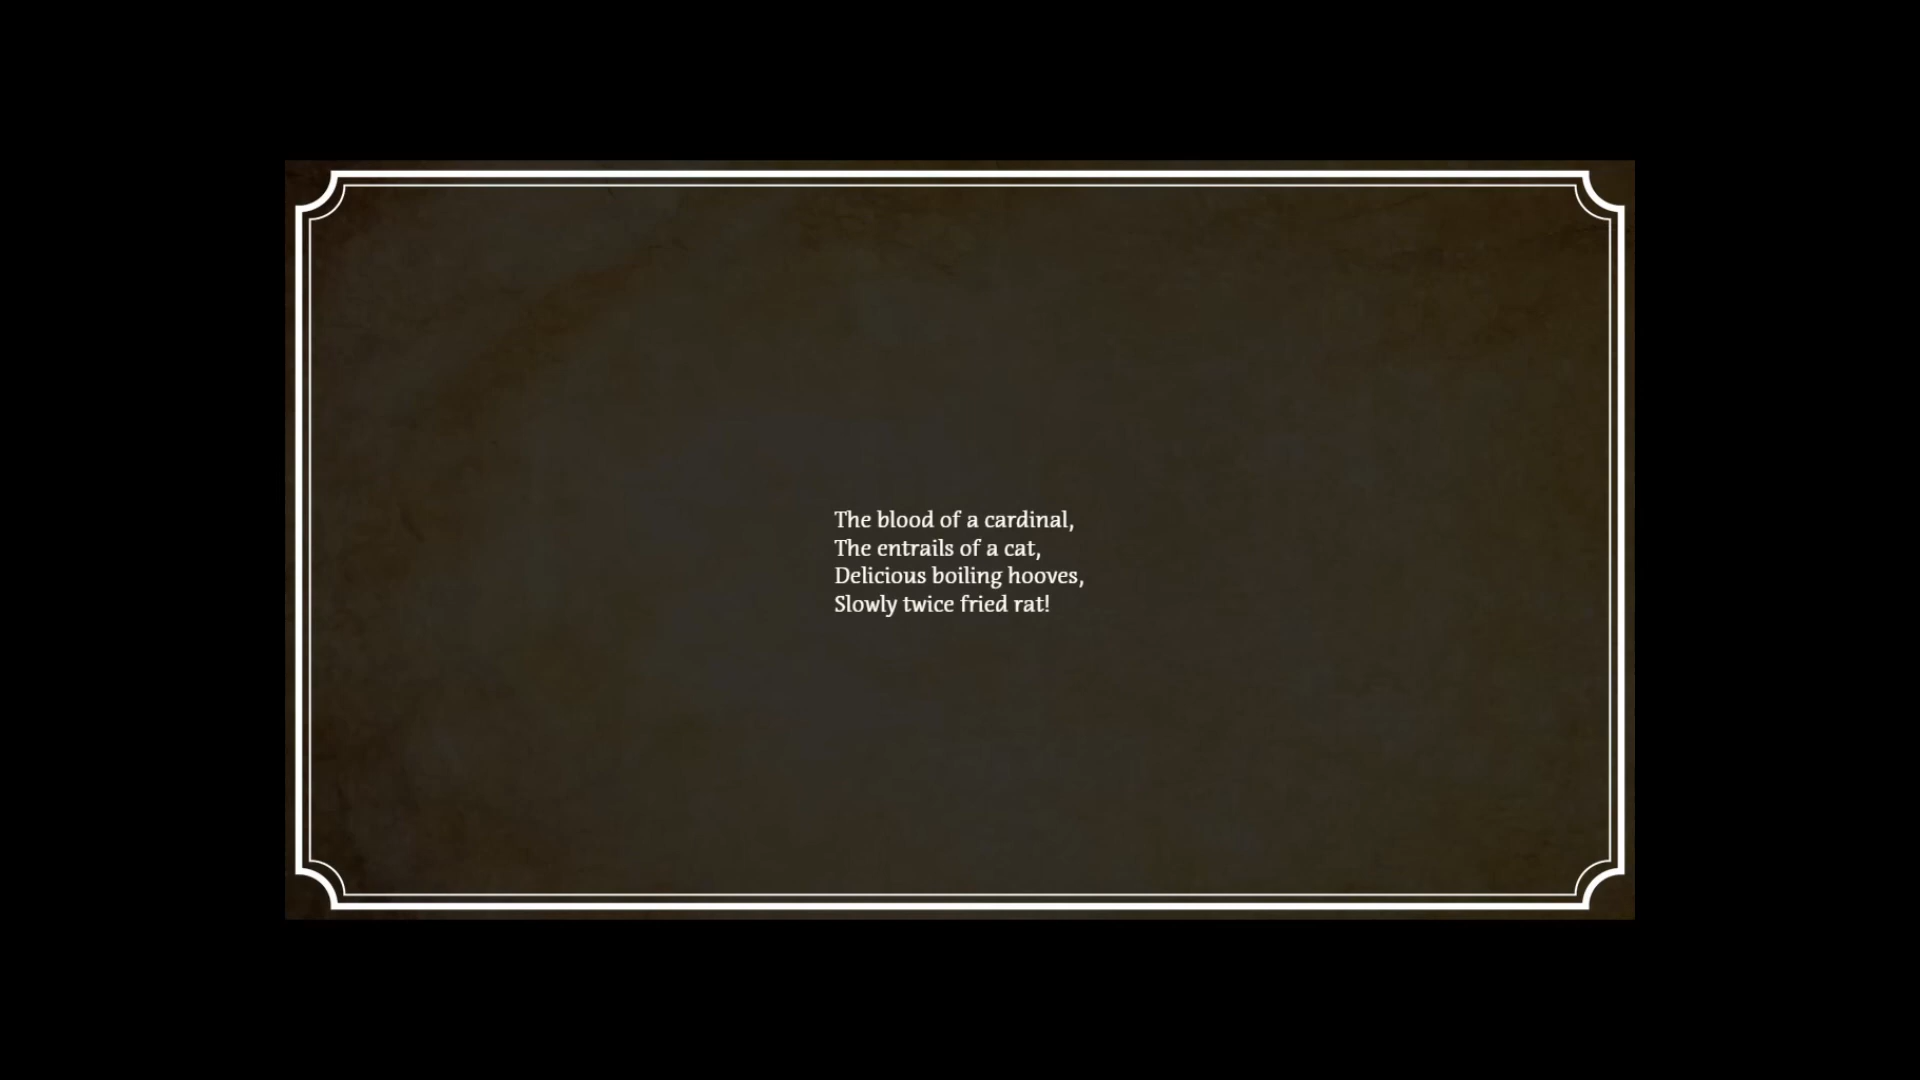 The blood of a cardinal,
The entrails of a cat,
Delicious boiling hooves,
Slowly twice fried rat!